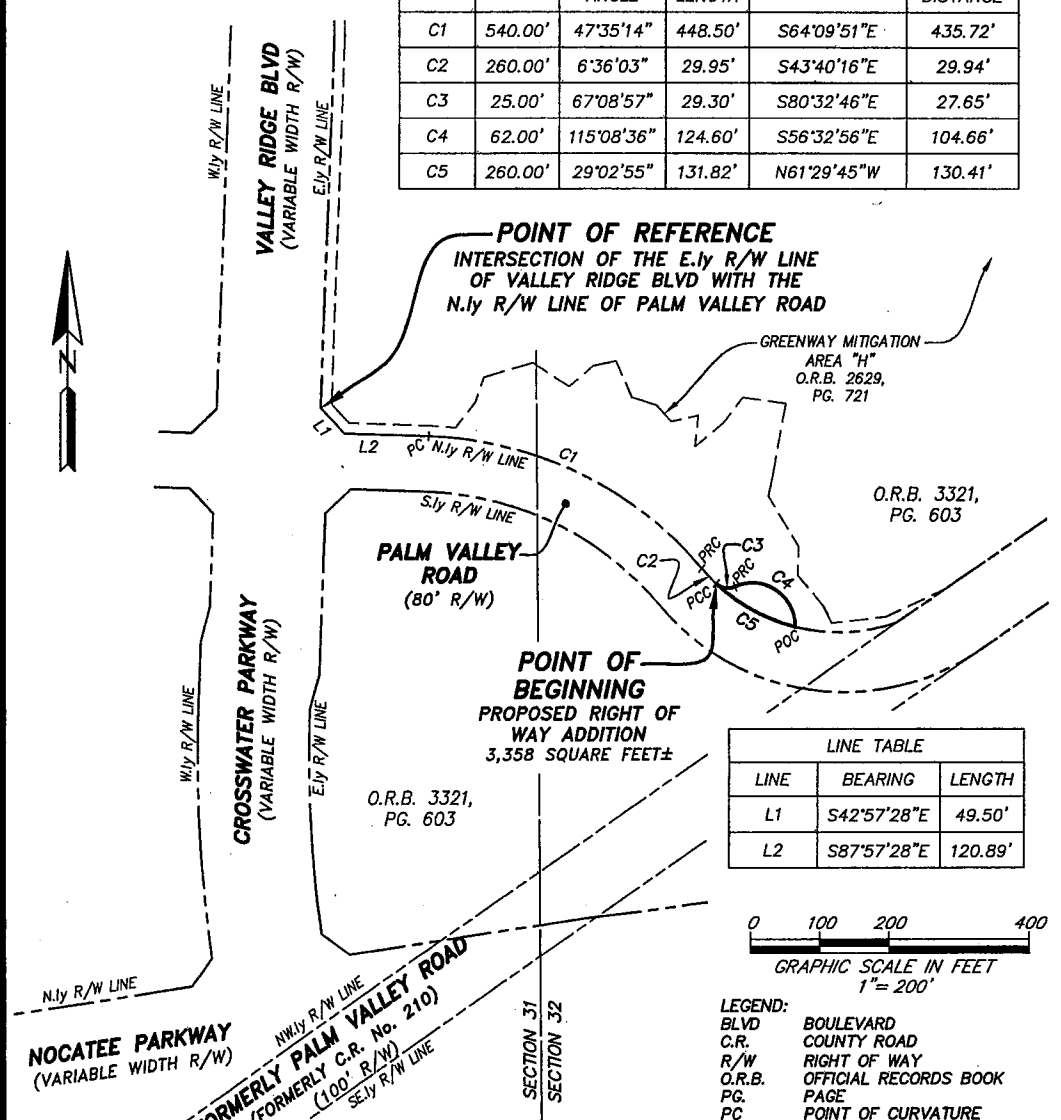 ANGLE LENGTH DISTANCE
C1 540.00' 47°35'14" 448.50' S64°09'51"E 435.72'
C2 260.00' 6°36'03" 29.95' S43°40'16"E 29.94'
C3 25.00' 67°08'57" 29.30' S80°32'46"E 27.65'
C4 62.00' 115°08'36" 124.60' S56°32'56"E 104.66'
C5 260.00' 29°02'55" 131.82' N61°29'45"W 130.41'
W.ly R/W LINE
VALLEY RIDGE BLVD
(VARIABLE WIDTH R/W)
E.ly R/W LINE
POINT OF REFERENCE
INTERSECTION OF THE E.ly R/W LINE
OF VALLEY RIDGE BLVD WITH THE
N.ly R/W LINE OF PALM VALLEY ROAD
N
GREENWAY MITIGATION
AREA "H"
O.R.B. 2629,
PG. 721
L1
L2
PC
N.ly R/W LINE
C1
S.ly R/W LINE
O.R.B. 3321,
PG. 603
PALM VALLEY
ROAD
(80' R/W)
C2
PRC
C3
PRC
C4
PCC
C5
POC
POINT OF
BEGINNING
PROPOSED RIGHT OF
WAY ADDITION
3,358 SQUARE FEET±
W.ly R/W LINE
CROSSWATER PARKWAY
(VARIABLE WIDTH R/W)
E.ly R/W LINE
O.R.B. 3321,
PG. 603
LINE TABLE
LINE BEARING LENGTH
L1 S42°57'28"E 49.50'
L2 S87°57'28"E 120.89'
0 100 200 400
GRAPHIC SCALE IN FEET
1"= 200'
N.ly R/W LINE
NOCATEE PARKWAY
(VARIABLE WIDTH R/W)
NW.ly R/W LINE
FORMERLY PALM VALLEY ROAD
(FORMERLY C.R. No. 210)
(100' R/W)
SE.ly R/W LINE
SECTION 31
SECTION 32
LEGEND:
BLVD BOULEVARD
C.R. COUNTY ROAD
R/W RIGHT OF WAY
O.R.B. OFFICIAL RECORDS BOOK
PG. PAGE
PC POINT OF CURVATURE